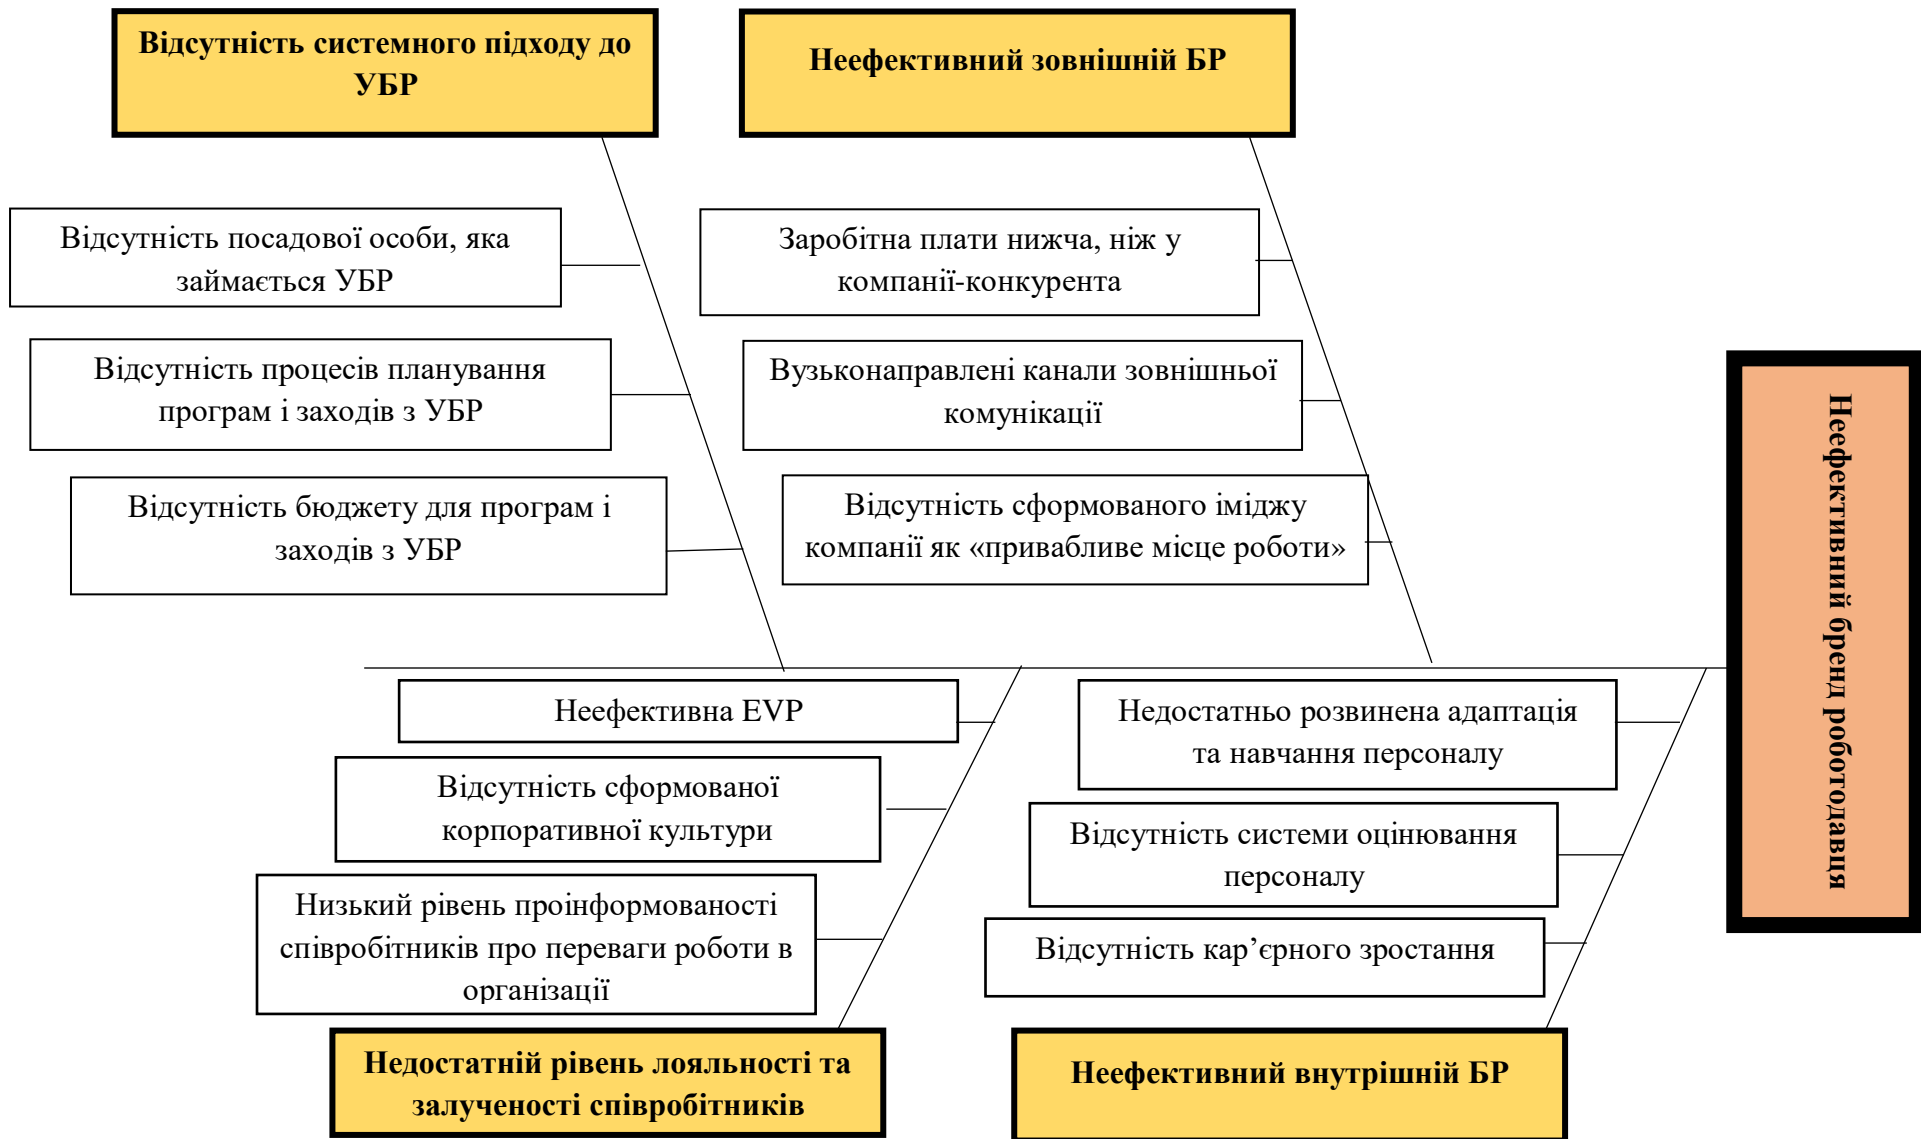 Відсутність системного підходу до
УБР
Неефективний зовнішній БР
Відсутність посадової особи, яка
займається УБР
Заробітна плати нижча, ніж у
компанії-конкурента
Відсутність процесів планування
програм і заходів з УБР
Вузьконаправлені канали зовнішньої
комунікації
Відсутність бюджету для програм і
заходів з УБР
Відсутність сформованого іміджу
компанії як «привабливе місце роботи»
Неефективний бренд роботодавця
Неефективна EVP
Недостатньо розвинена адаптація
та навчання персоналу
Відсутність сформованої
корпоративної культури
Відсутність системи оцінювання
персоналу
Низький рівень проінформованості
співробітників про переваги роботи в
організації
Відсутність кар’єрного зростання
Недостатній рівень лояльності та
залученості співробітників
Неефективний внутрішній БР